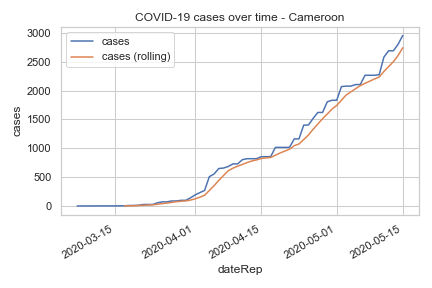 COVID-19 cases over time - Cameroon
cases
cases (rolling)
3000
2500
2000
1500
1000
500
0
cases
2020-03-15
2020-04-01
2020-04-15
2020-05-01
2020-05-15
dateRep